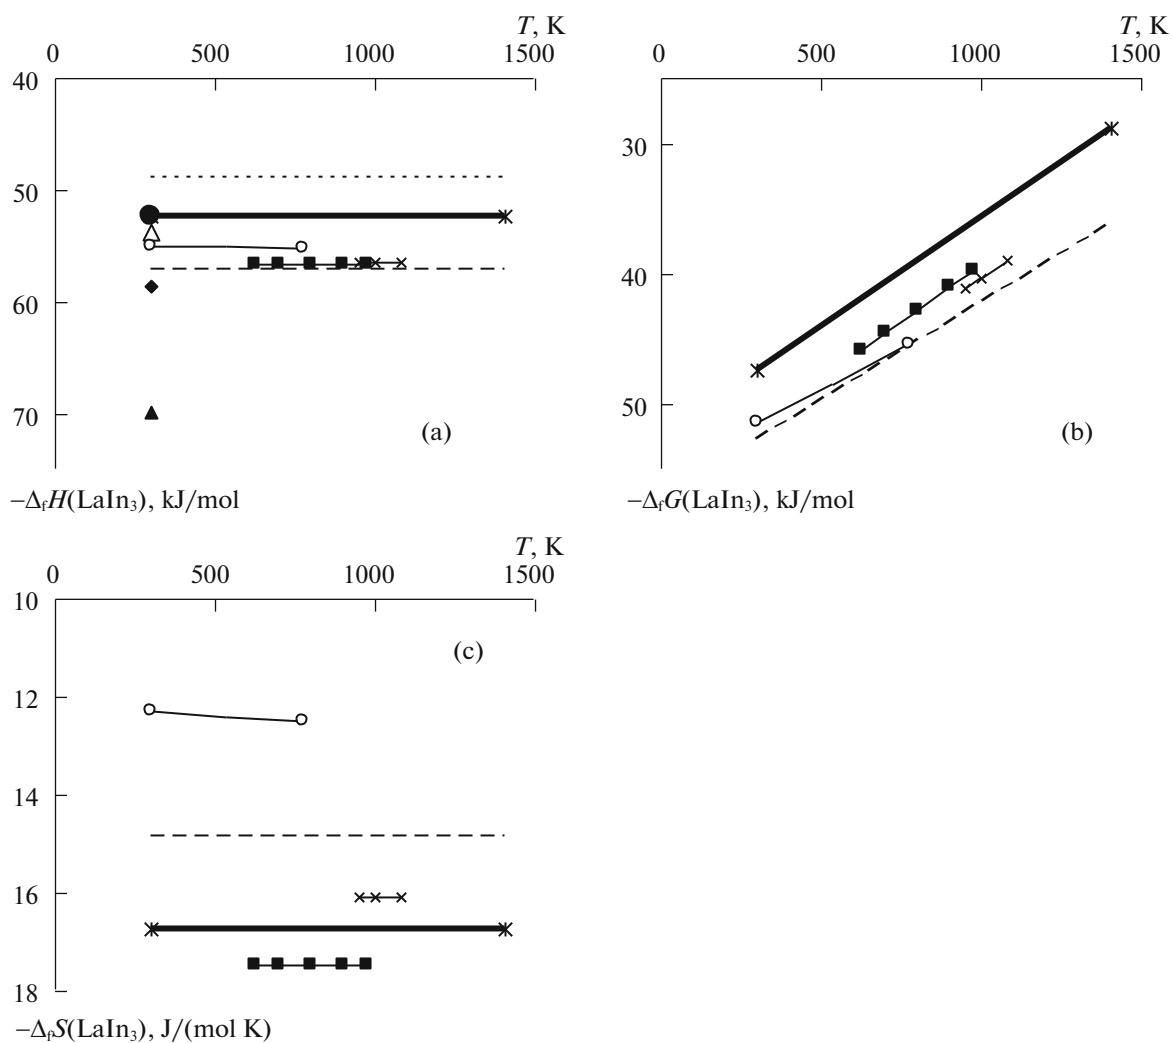 T, K
0 500 1000 1500
40
50
60
70
(a)
−ΔfH(LaIn₃), kJ/mol
T, K
0 500 1000 1500
30
40
50
(b)
−ΔfG(LaIn₃), kJ/mol
T, K
0 500 1000 1500
10
(c)
12
14
16
18
−ΔfS(LaIn₃), J/(mol K)